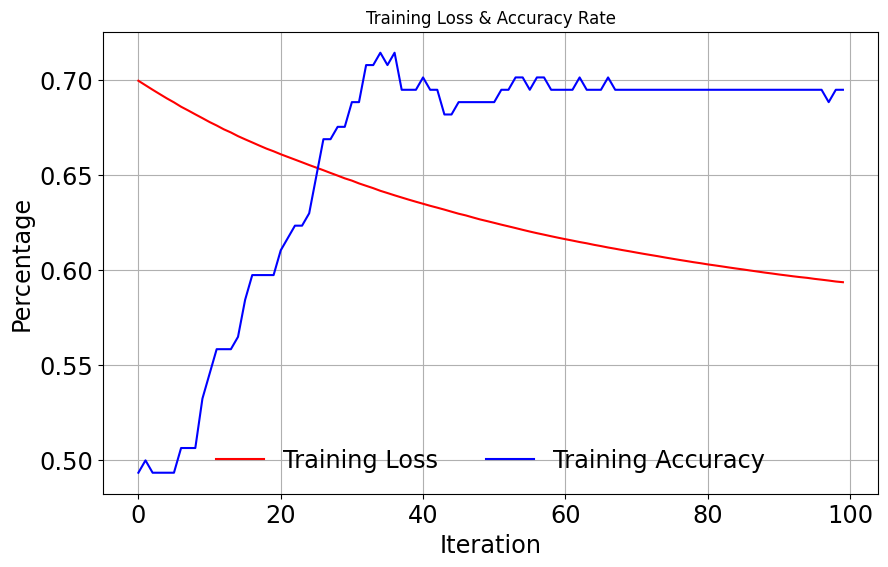 Training Loss & Accuracy Rate
Percentage
0.70
0.65
0.60
0.55
0.50
Training Loss
Training Accuracy
0 20 40 60 80 100
Iteration